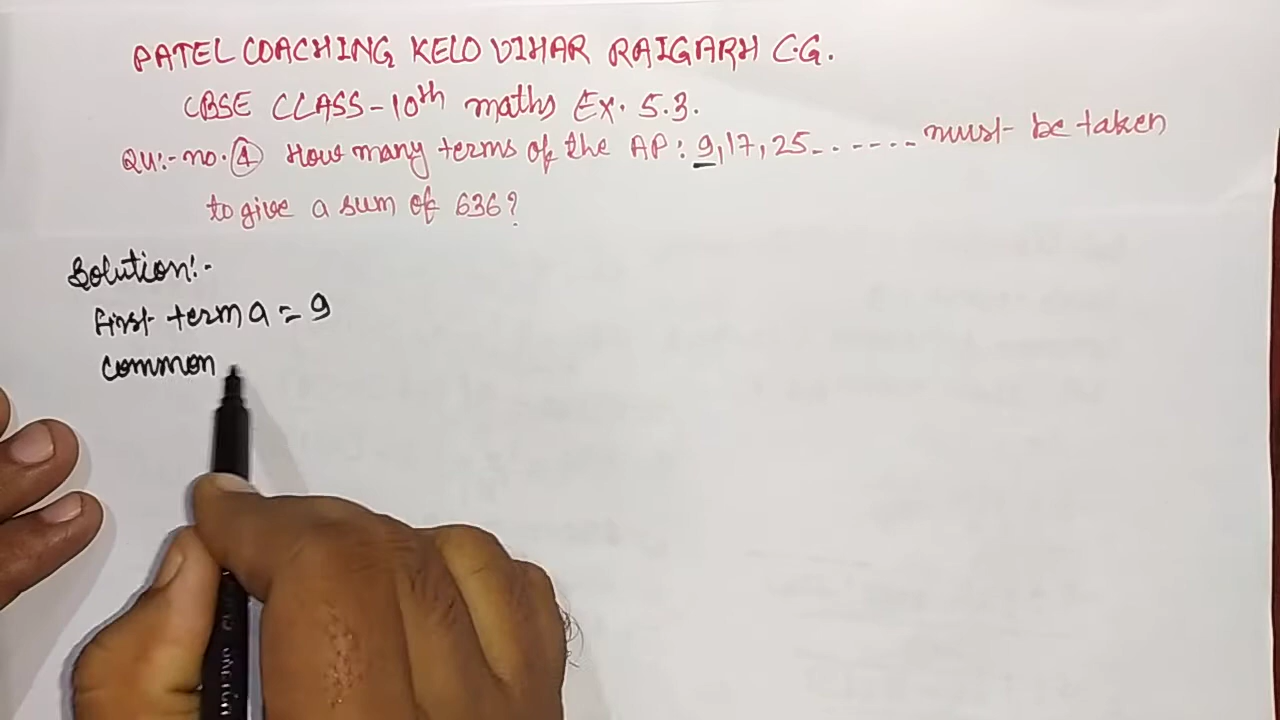 PATEL COACHING KELO VIHAR RAIGARH C.G.
CBSE CLASS-10th maths Ex. 5.3.
QU:- no. 4 How many terms of the AP: 9, 17, 25....... must be taken
to give a sum of 636?
Solution:-
First term a = 9
Common